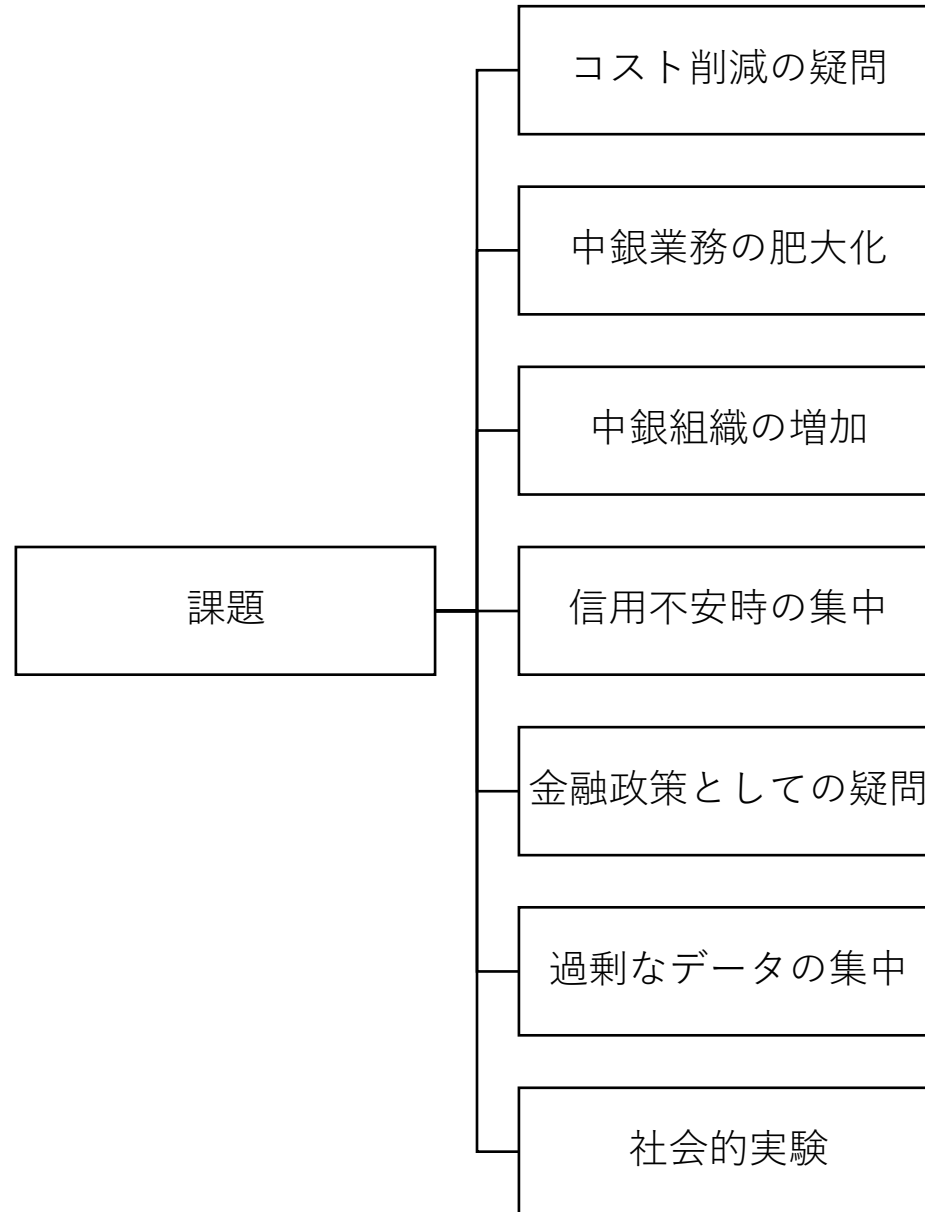 コスト削減の疑問
中銀業務の肥大化
中銀組織の増加
課題
信用不安時の集中
金融政策としての疑問
過剰なデータの集中
社会的実験